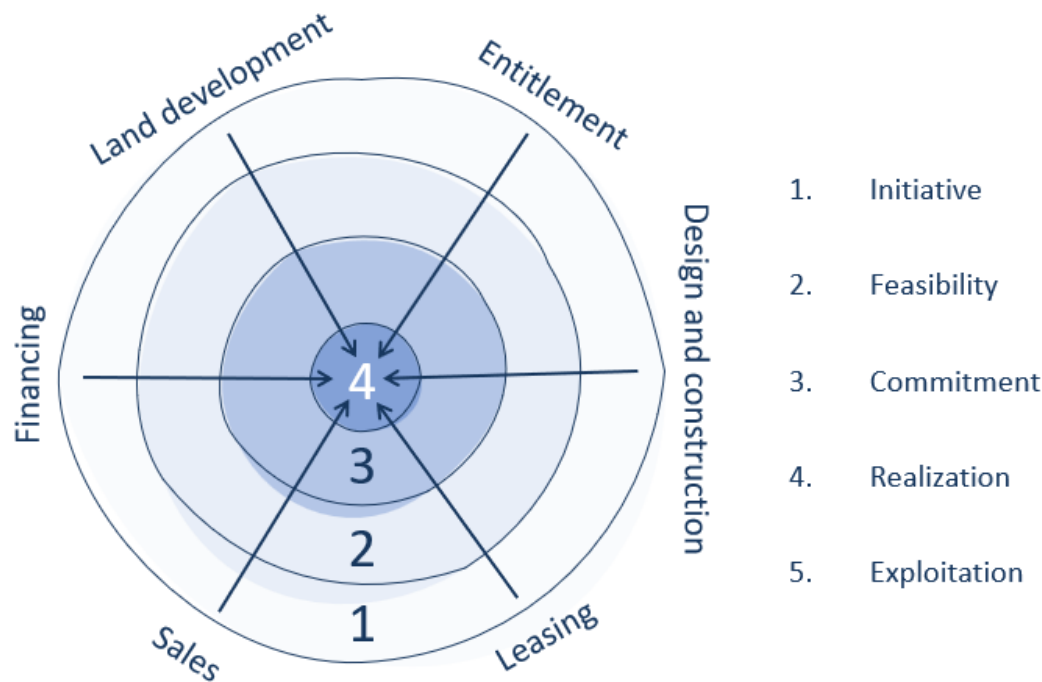 Land development
Entitlement
Financing
Design and construction
Sales
Leasing
4
3
2
1
1. Initiative
2. Feasibility
3. Commitment
4. Realization
5. Exploitation